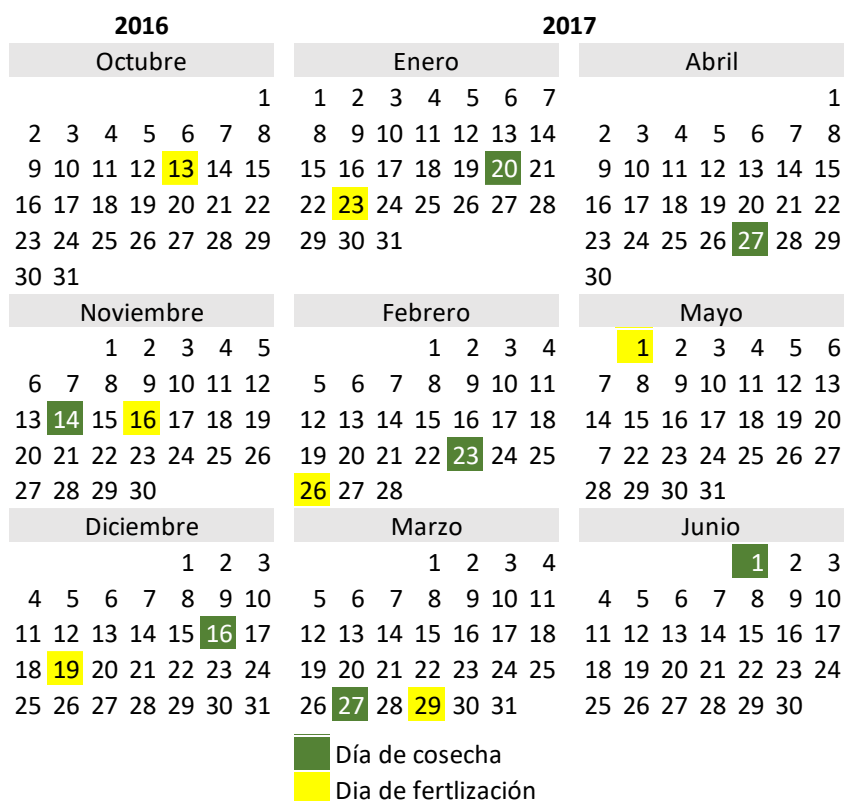 2016
Octubre
1
2 3 4 5 6 7 8
9 10 11 12 13 14 15
16 17 18 19 20 21 22
23 24 25 26 27 28 29
30 31
Noviembre
1 2 3 4 5
6 7 8 9 10 11 12
13 14 15 16 17 18 19
20 21 22 23 24 25 26
27 28 29 30
Diciembre
1 2 3
4 5 6 7 8 9 10
11 12 13 14 15 16 17
18 19 20 21 22 23 24
25 26 27 28 29 30 31
2017
Enero
1 2 3 4 5 6 7
8 9 10 11 12 13 14
15 16 17 18 19 20 21
22 23 24 25 26 27 28
29 30 31
Febrero
1 2 3 4
5 6 7 8 9 10 11
12 13 14 15 16 17 18
19 20 21 22 23 24 25
26 27 28
Marzo
1 2 3 4
5 6 7 8 9 10 11
12 13 14 15 16 17 18
19 20 21 22 23 24 25
26 27 28 29 30 31
Abril
1
2 3 4 5 6 7 8
9 10 11 12 13 14 15
16 17 18 19 20 21 22
23 24 25 26 27 28 29
30
Mayo
1 2 3 4 5 6
7 8 9 10 11 12 13
14 15 16 17 18 19 20
7 22 23 24 25 26 27
28 29 30 31
Junio
1 2 3
4 5 6 7 8 9 10
11 12 13 14 15 16 17
18 19 20 21 22 23 24
25 26 27 28 29 30
Día de cosecha
Dia de fertlización